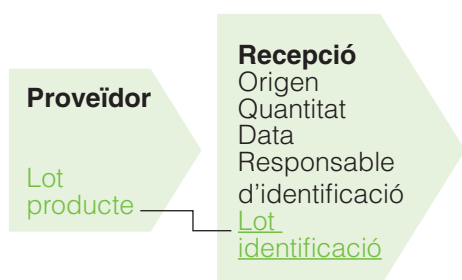 Proveïdor
Lot
producte
Recepció
Origen
Quantitat
Data
Responsable
d'identificació
Lot
identificació